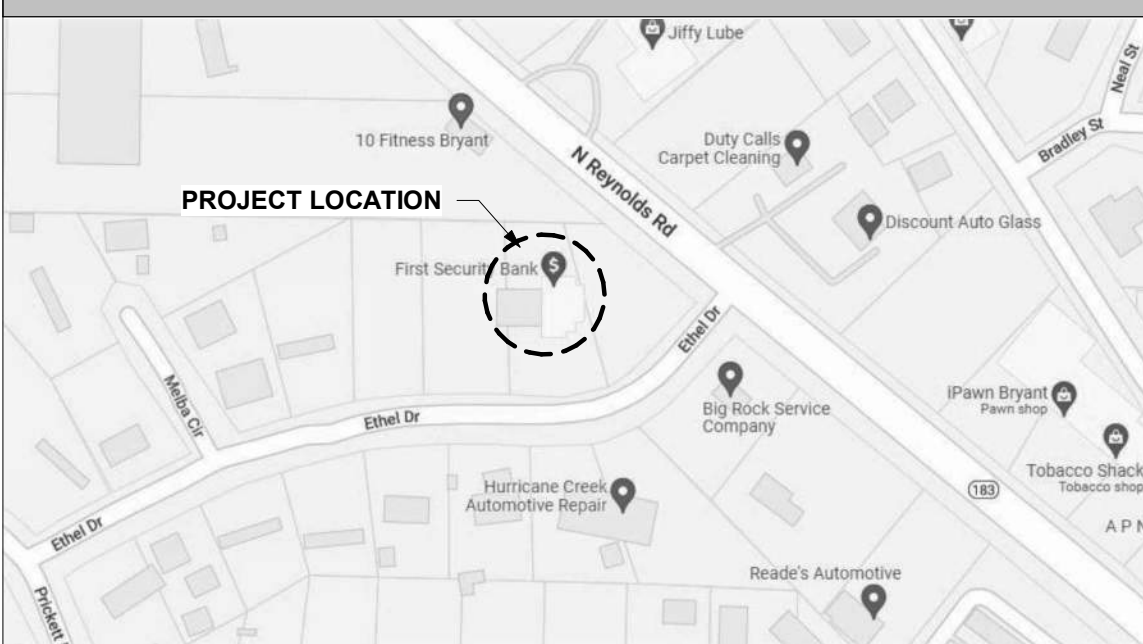 Jiffy Lube
Neal St
Bradley St
10 Fitness Bryant
Duty Calls
Carpet Cleaning
N Reynolds Rd
PROJECT LOCATION
Discount Auto Glass
First Security Bank
Ethel Dr
Melba Cir
Ethel Dr
Big Rock Service
Company
iPawn Bryant
Pawn shop
Tobacco Shack
Tobacco shop
Hurricane Creek
Automotive Repair
183
A P N
Ethel Dr
Reade's Automotive
Prickett